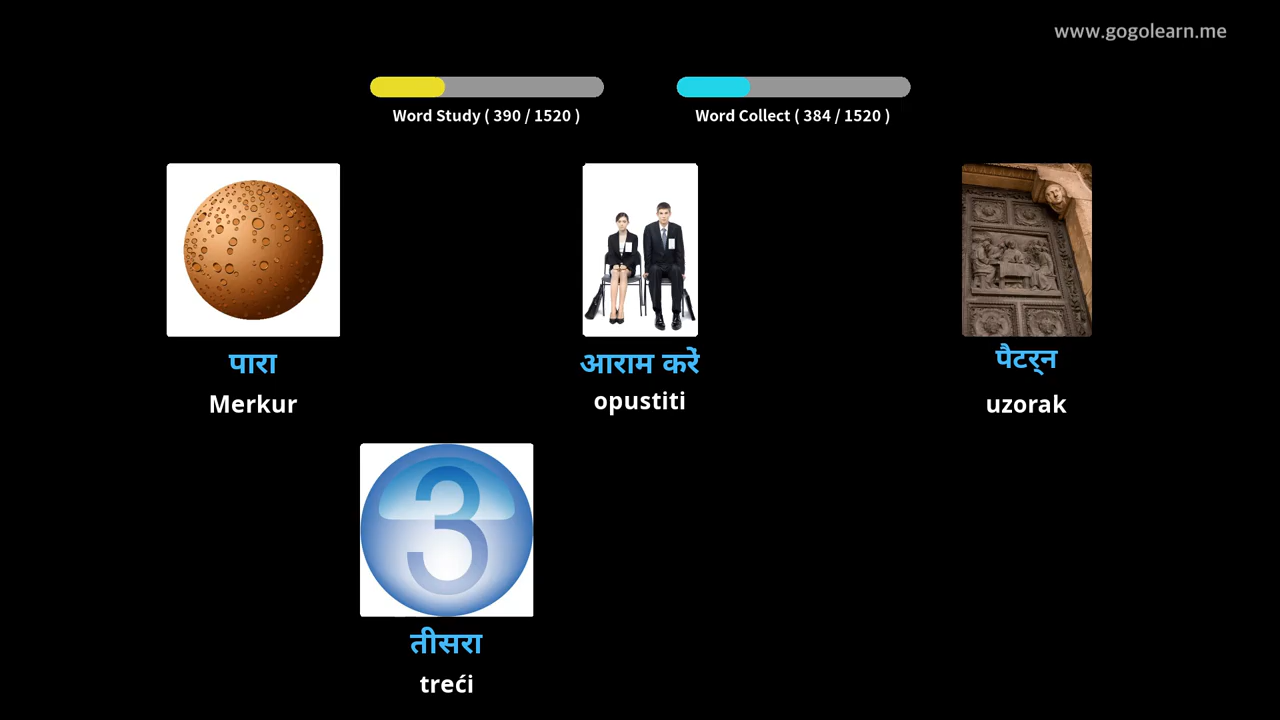 www.gogolearn.me
Word Study ( 390 / 1520 )
Word Collect ( 384 / 1520 )
पारा
Merkur
आराम करें
opustiti
पैटर्न
uzorak
3
तीसरा
treći